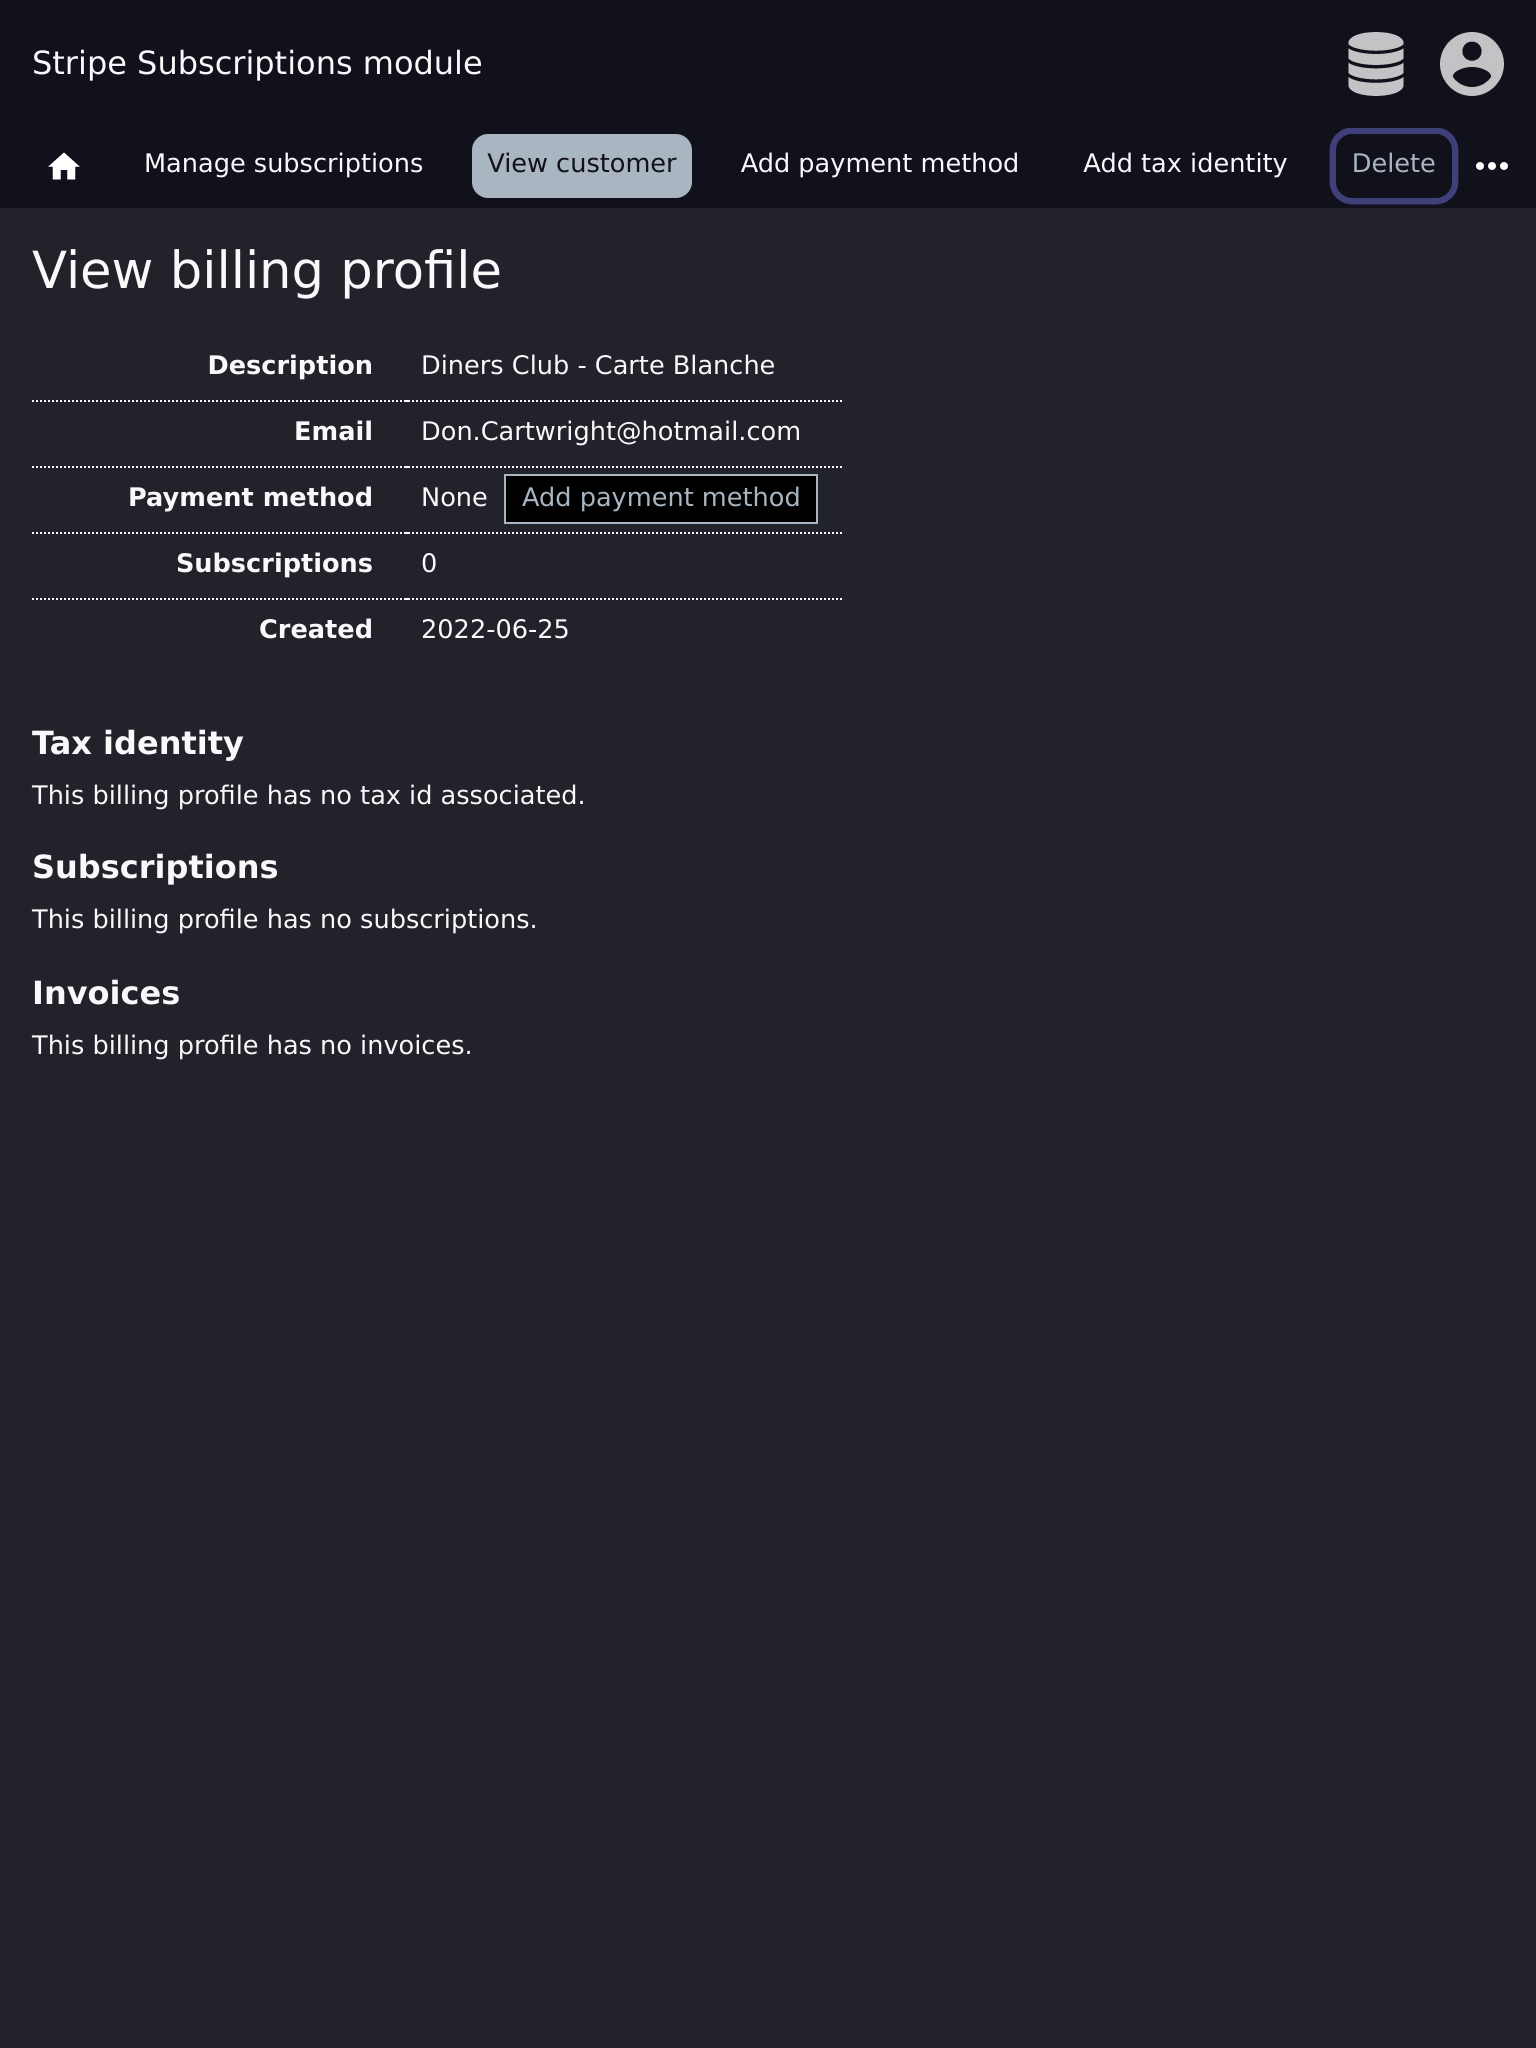 Stripe Subscriptions module
Manage subscriptions View customer Add payment method Add tax identity Delete
View billing profile
Description Diners Club - Carte Blanche
Email Don.Cartwright@hotmail.com
Payment method None Add payment method
Subscriptions 0
Created 2022-06-25
Tax identity
This billing profile has no tax id associated.
Subscriptions
This billing profile has no subscriptions.
Invoices
This billing profile has no invoices.